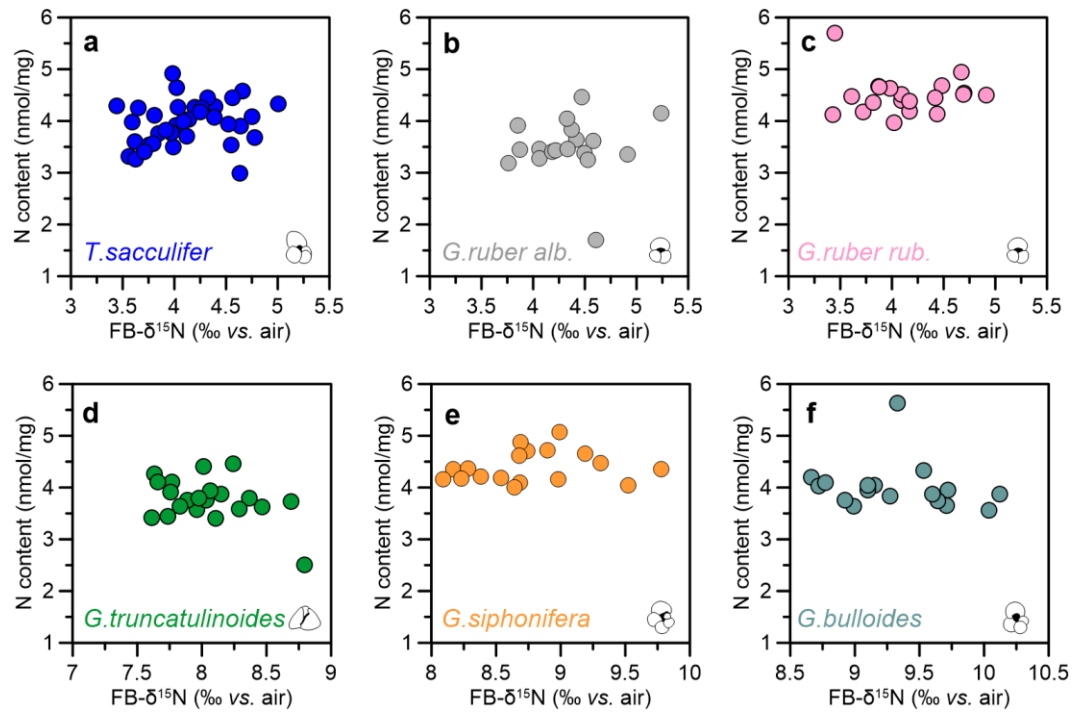 a
T.sacculifer
N content (nmol/mg)
6
5
4
3
2
1
3 3.5 4 4.5 5 5.5
FB-δ¹⁵N (‰ vs. air)
b
G.ruber alb.
N content (nmol/mg)
6
5
4
3
2
1
3 3.5 4 4.5 5 5.5
FB-δ¹⁵N (‰ vs. air)
c
G.ruber rub.
N content (nmol/mg)
6
5
4
3
2
1
3 3.5 4 4.5 5 5.5
FB-δ¹⁵N (‰ vs. air)
d
G.truncatulinoides
N content (nmol/mg)
6
5
4
3
2
1
7 7.5 8 8.5 9
FB-δ¹⁵N (‰ vs. air)
e
G.siphonifera
N content (nmol/mg)
6
5
4
3
2
1
8 8.5 9 9.5 10
FB-δ¹⁵N (‰ vs. air)
f
G.bulloides
N content (nmol/mg)
6
5
4
3
2
1
8.5 9 9.5 10 10.5
FB-δ¹⁵N (‰ vs. air)